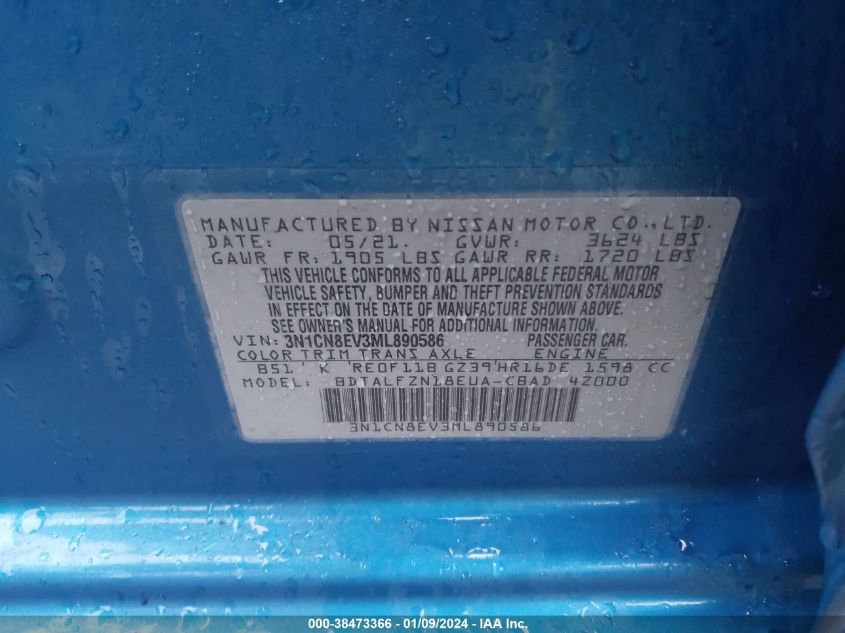 MANUFACTURED BY NISSAN MOTOR CO., LTD.
DATE: 05/21. GVWR: 3624 LBS
GAWR FR: 1905 LBS GAWR RR: 1720 LBS
THIS VEHICLE CONFORMS TO ALL APPLICABLE FEDERAL MOTOR
VEHICLE SAFETY, BUMPER AND THEFT PREVENTION STANDARDS
IN EFFECT ON THE DATE OF MANUFACTURE SHOWN ABOVE.
SEE OWNER'S MANUAL FOR ADDITIONAL INFORMATION.
VIN: 3N1CN8EV3ML890586 PASSENGER CAR.
COLOR TRIM TRANS AXLE ENGINE
B51 K RE0F11B GZ39 HR16DE 1598 CC
MODEL: BDTALFZN18EUA-CBAD 4Z000
3N1CN8EV3ML890586
000-38473366 - 01/09/2024 - IAA Inc.